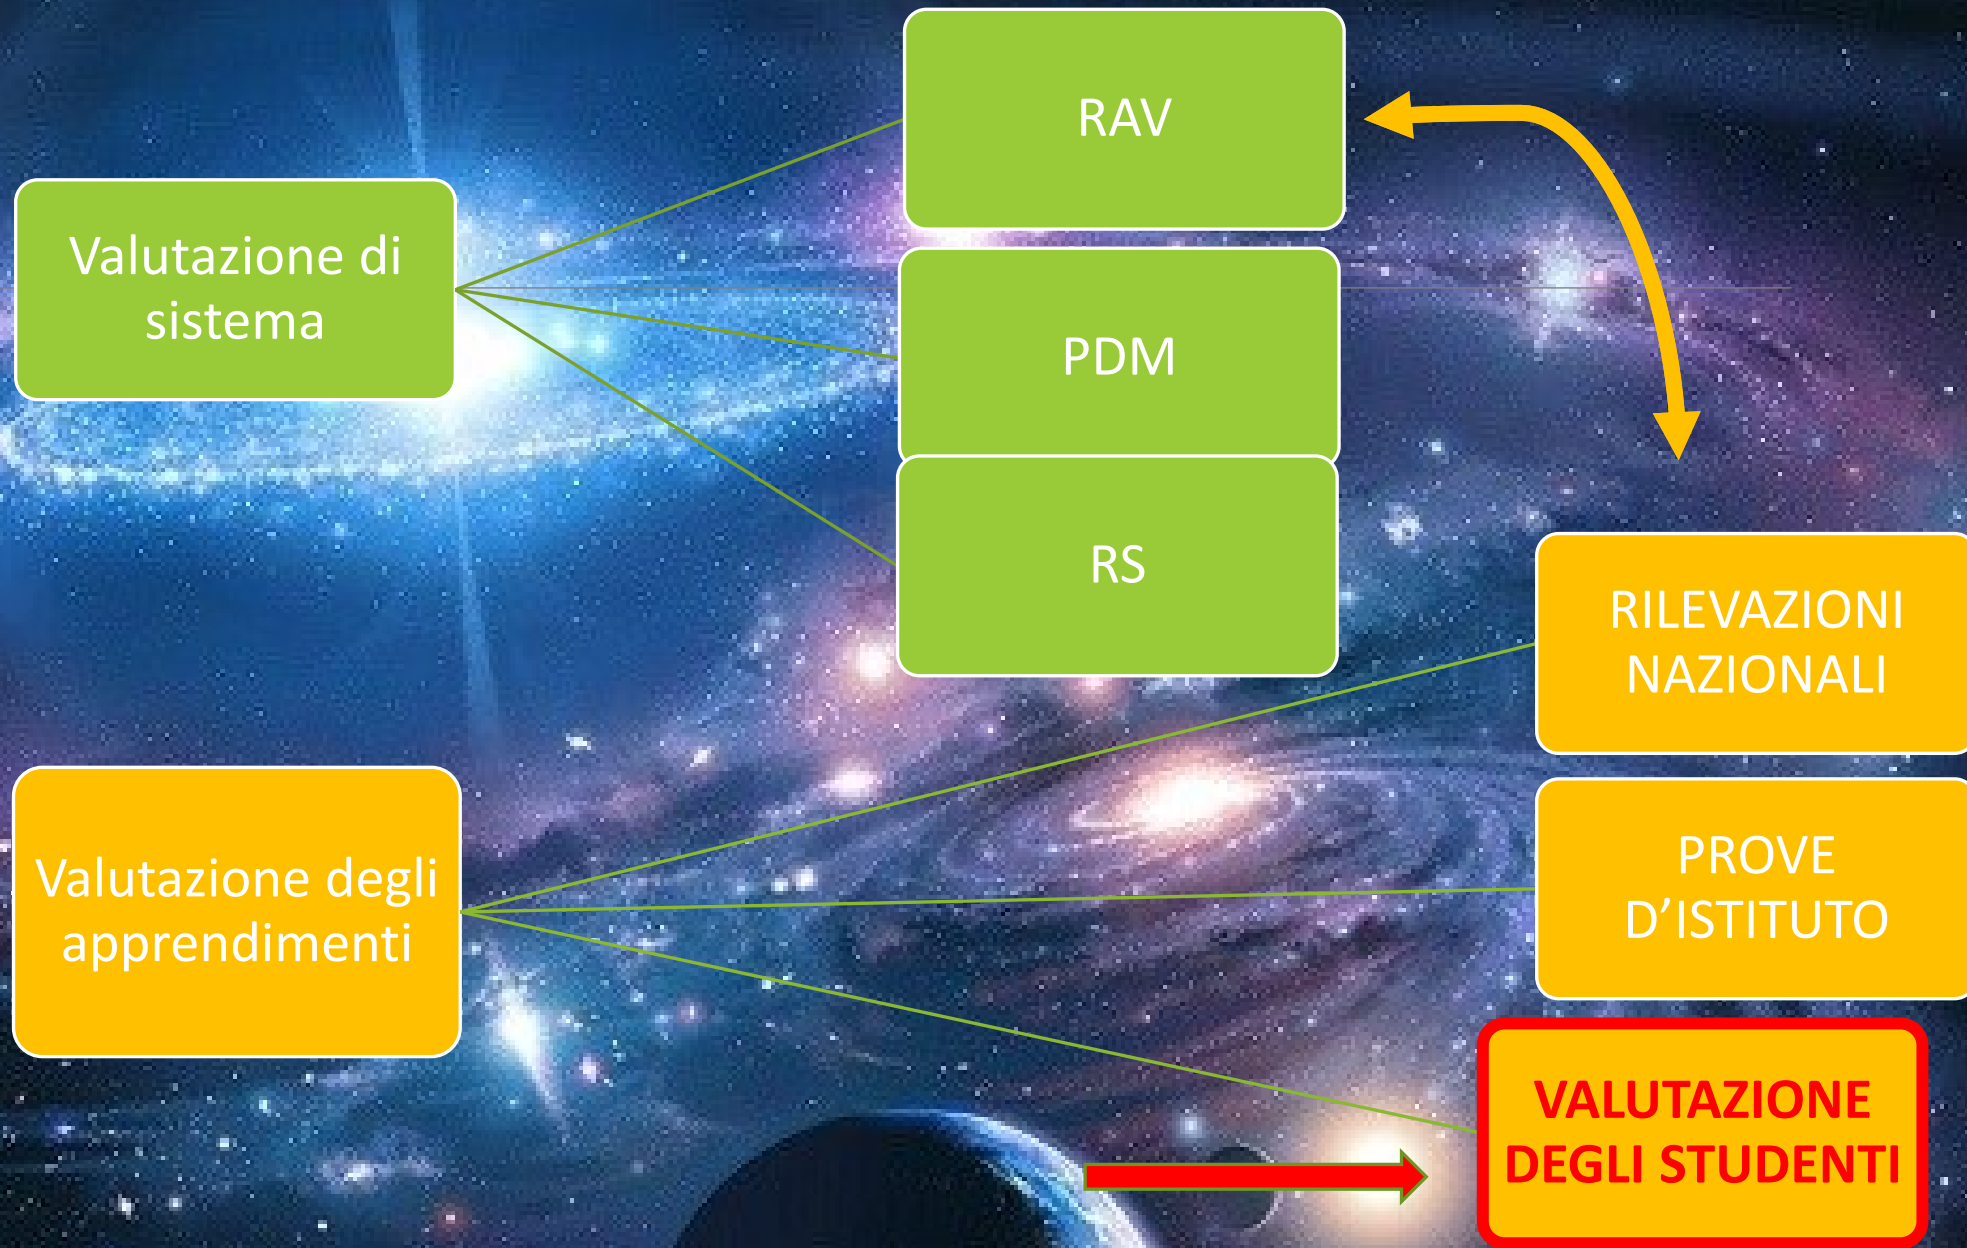 Valutazione di
sistema
RAV
PDM
RS
Valutazione degli
apprendimenti
RILEVAZIONI
NAZIONALI
PROVE
D’ISTITUTO
VALUTAZIONE
DEGLI STUDENTI